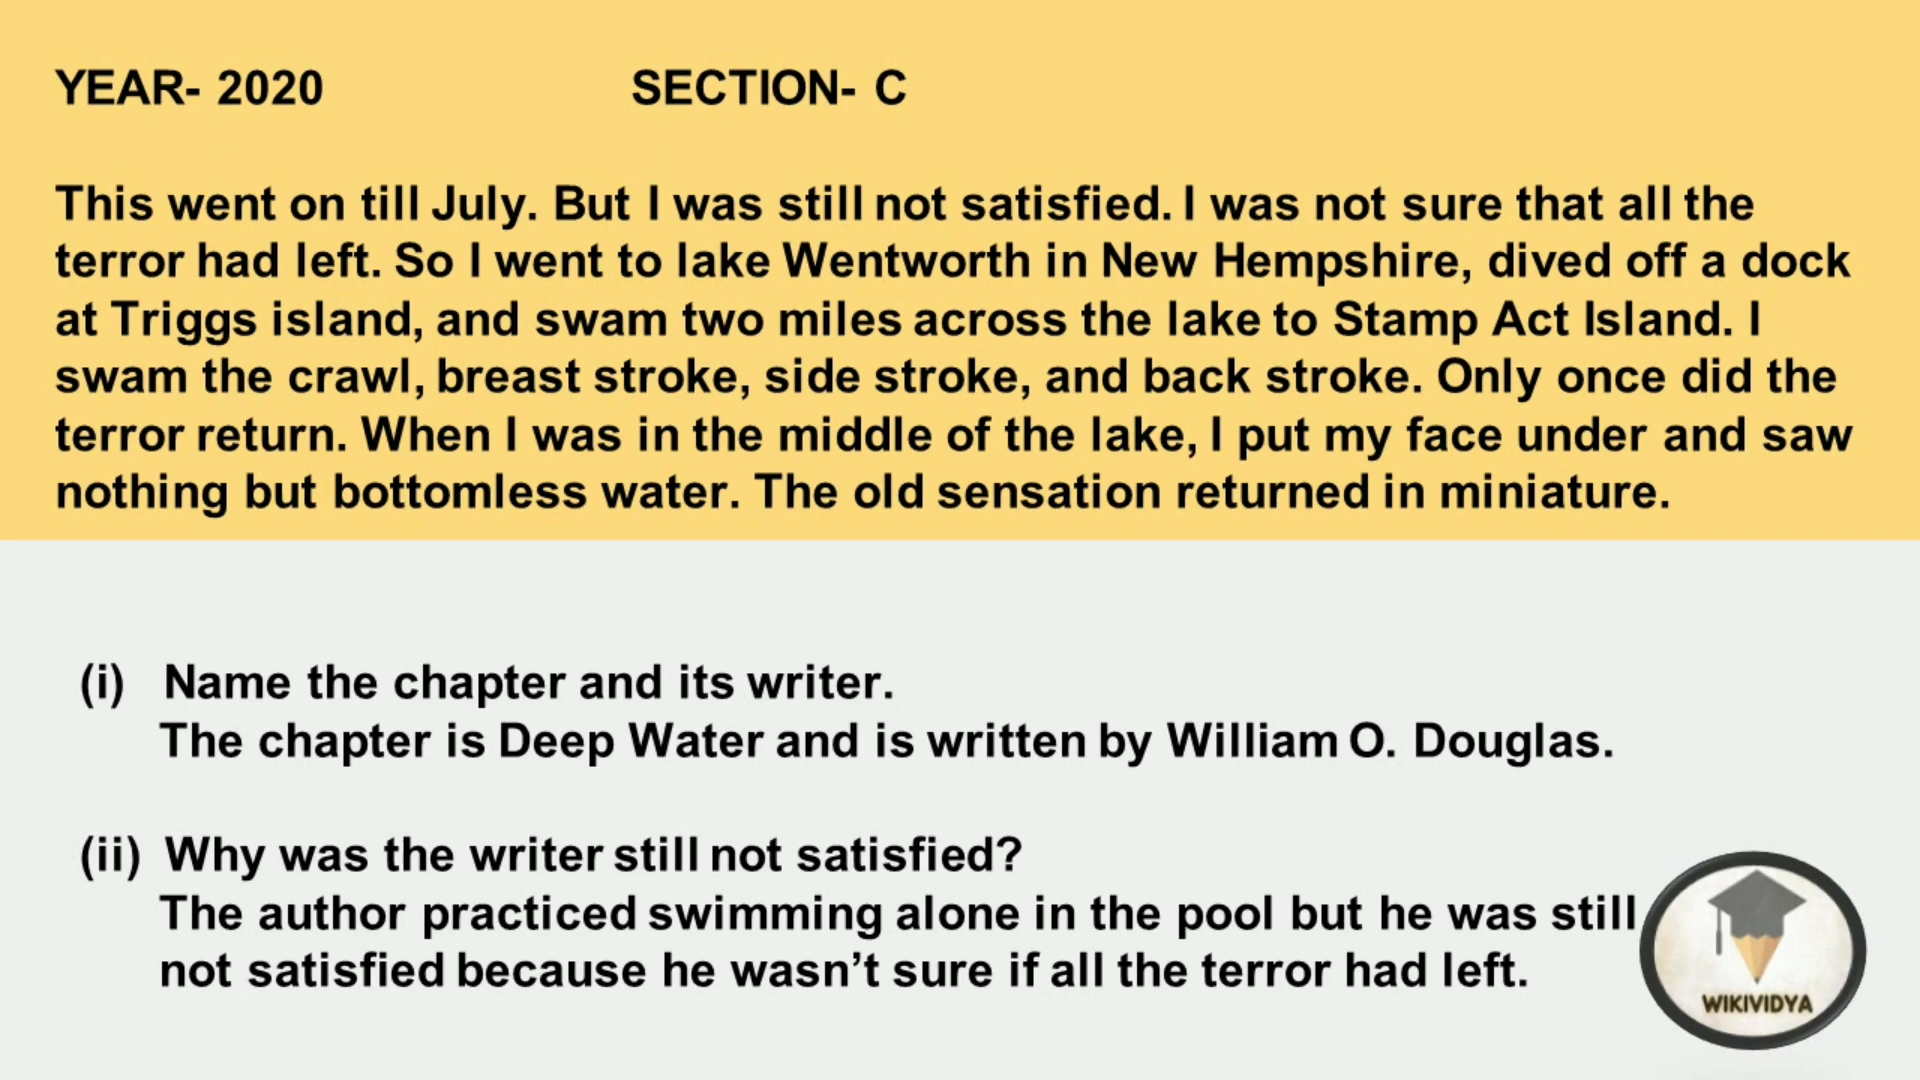 YEAR- 2020 SECTION- C
This went on till July. But I was still not satisfied. I was not sure that all the
terror had left. So I went to lake Wentworth in New Hempshire, dived off a dock
at Triggs island, and swam two miles across the lake to Stamp Act Island. I
swam the crawl, breast stroke, side stroke, and back stroke. Only once did the
terror return. When I was in the middle of the lake, I put my face under and saw
nothing but bottomless water. The old sensation returned in miniature.
(i) Name the chapter and its writer.
The chapter is Deep Water and is written by William O. Douglas.
(ii) Why was the writer still not satisfied?
The author practiced swimming alone in the pool but he was still
not satisfied because he wasn’t sure if all the terror had left.
WIKIVIDYA